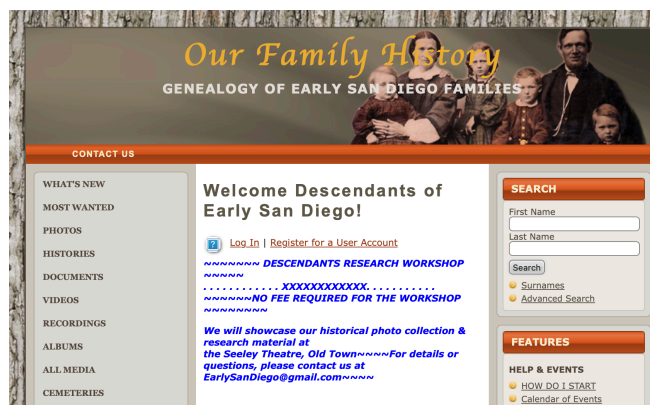 Our Family History
GENEALOGY OF EARLY SAN DIEGO FAMILIES
CONTACT US
WHAT'S NEW
MOST WANTED
PHOTOS
HISTORIES
DOCUMENTS
VIDEOS
RECORDINGS
ALBUMS
ALL MEDIA
CEMETERIES
Welcome Descendants of
Early San Diego!
Log In | Register for a User Account
~~~~~~~ DESCENDANTS RESEARCH WORKSHOP
~~~~~
. . . . . . . . . . . . XXXXXXXXXXXX. . . . . . . . . . .
~~~~~~NO FEE REQUIRED FOR THE WORKSHOP
~~~~~~~~
We will showcase our historical photo collection &
research material at
the Seeley Theatre, Old Town~~~~For details or
questions, please contact us at
EarlySanDiego@gmail.com~~~~
SEARCH
First Name
Last Name
Search
Surnames
Advanced Search
FEATURES
HELP & EVENTS
HOW DO I START
Calendar of Events